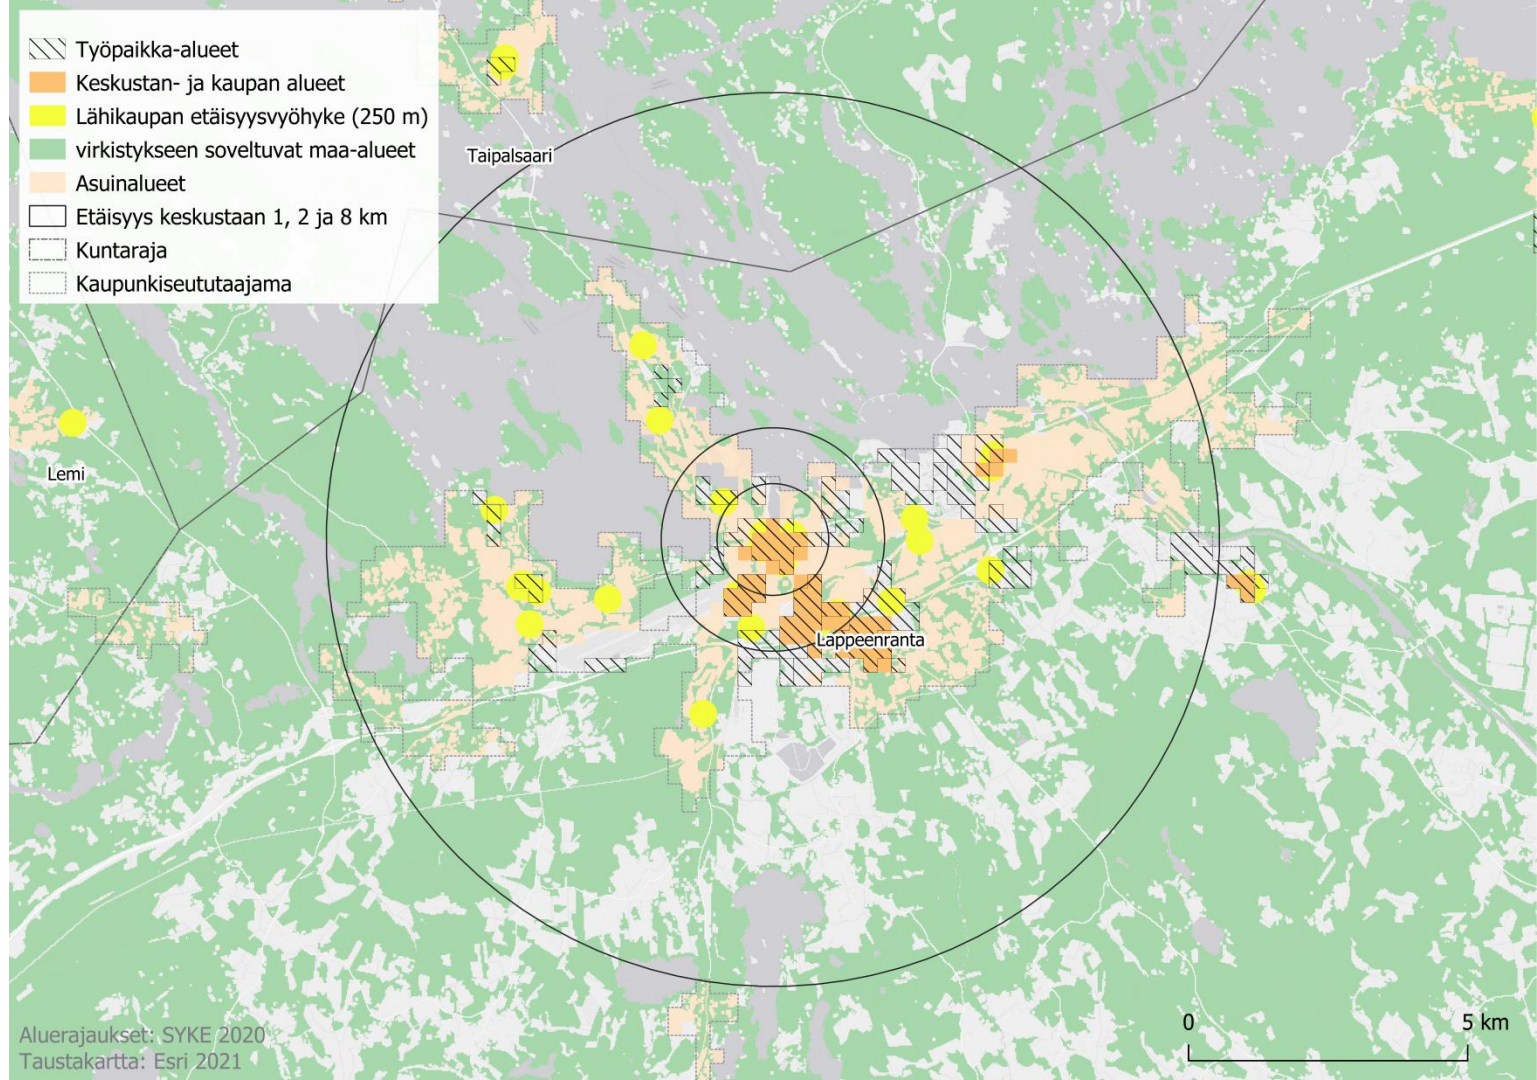 Työpaikka-alueet
Keskustan- ja kaupan alueet
Lähikaupan etäisyysvyöhyke (250 m)
virkistykseen soveltuvat maa-alueet
Asuinalueet
Etäisyys keskustaan 1, 2 ja 8 km
Kuntaraja
Kaupunkiseututaajama
Taipalsaari
Lemi
Lappeenranta
Aluerajaukset: SYKE 2020
Taustakartta: Esri 2021
0 5 km